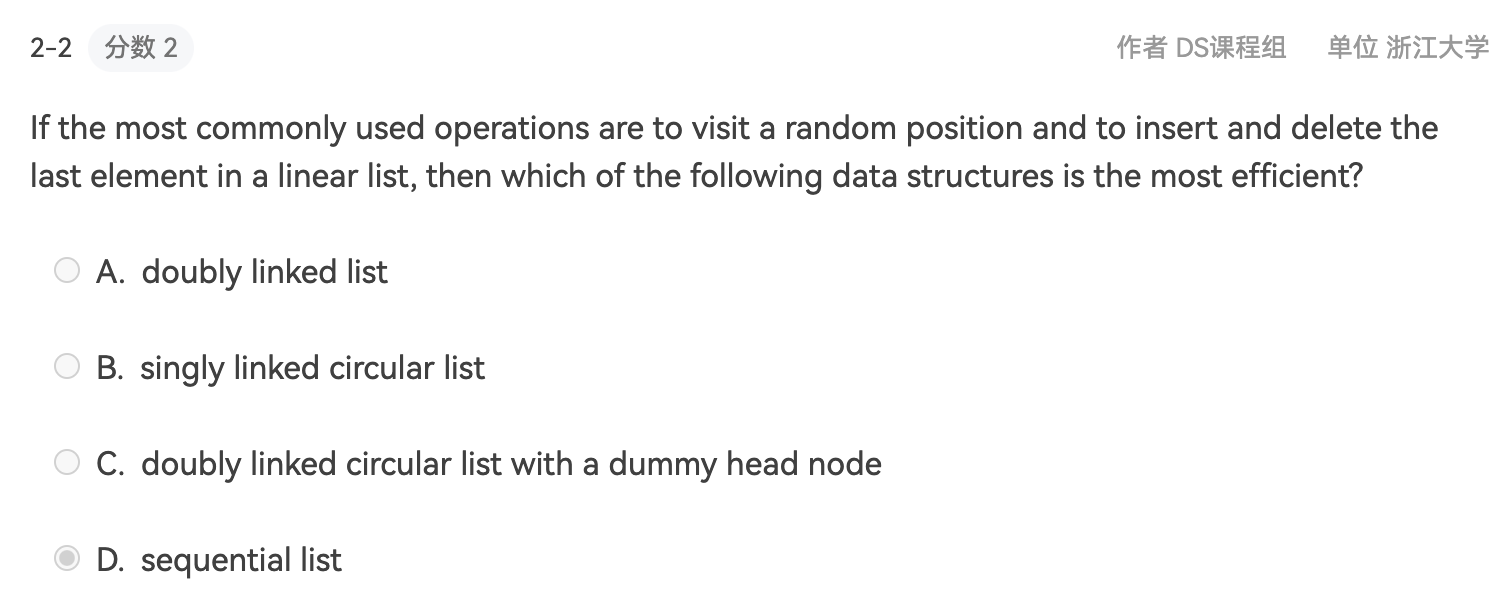 2-2 分数 2 作者 DS课程组 单位 浙江大学
If the most commonly used operations are to visit a random position and to insert and delete the
last element in a linear list, then which of the following data structures is the most efficient?
A. doubly linked list
B. singly linked circular list
C. doubly linked circular list with a dummy head node
D. sequential list